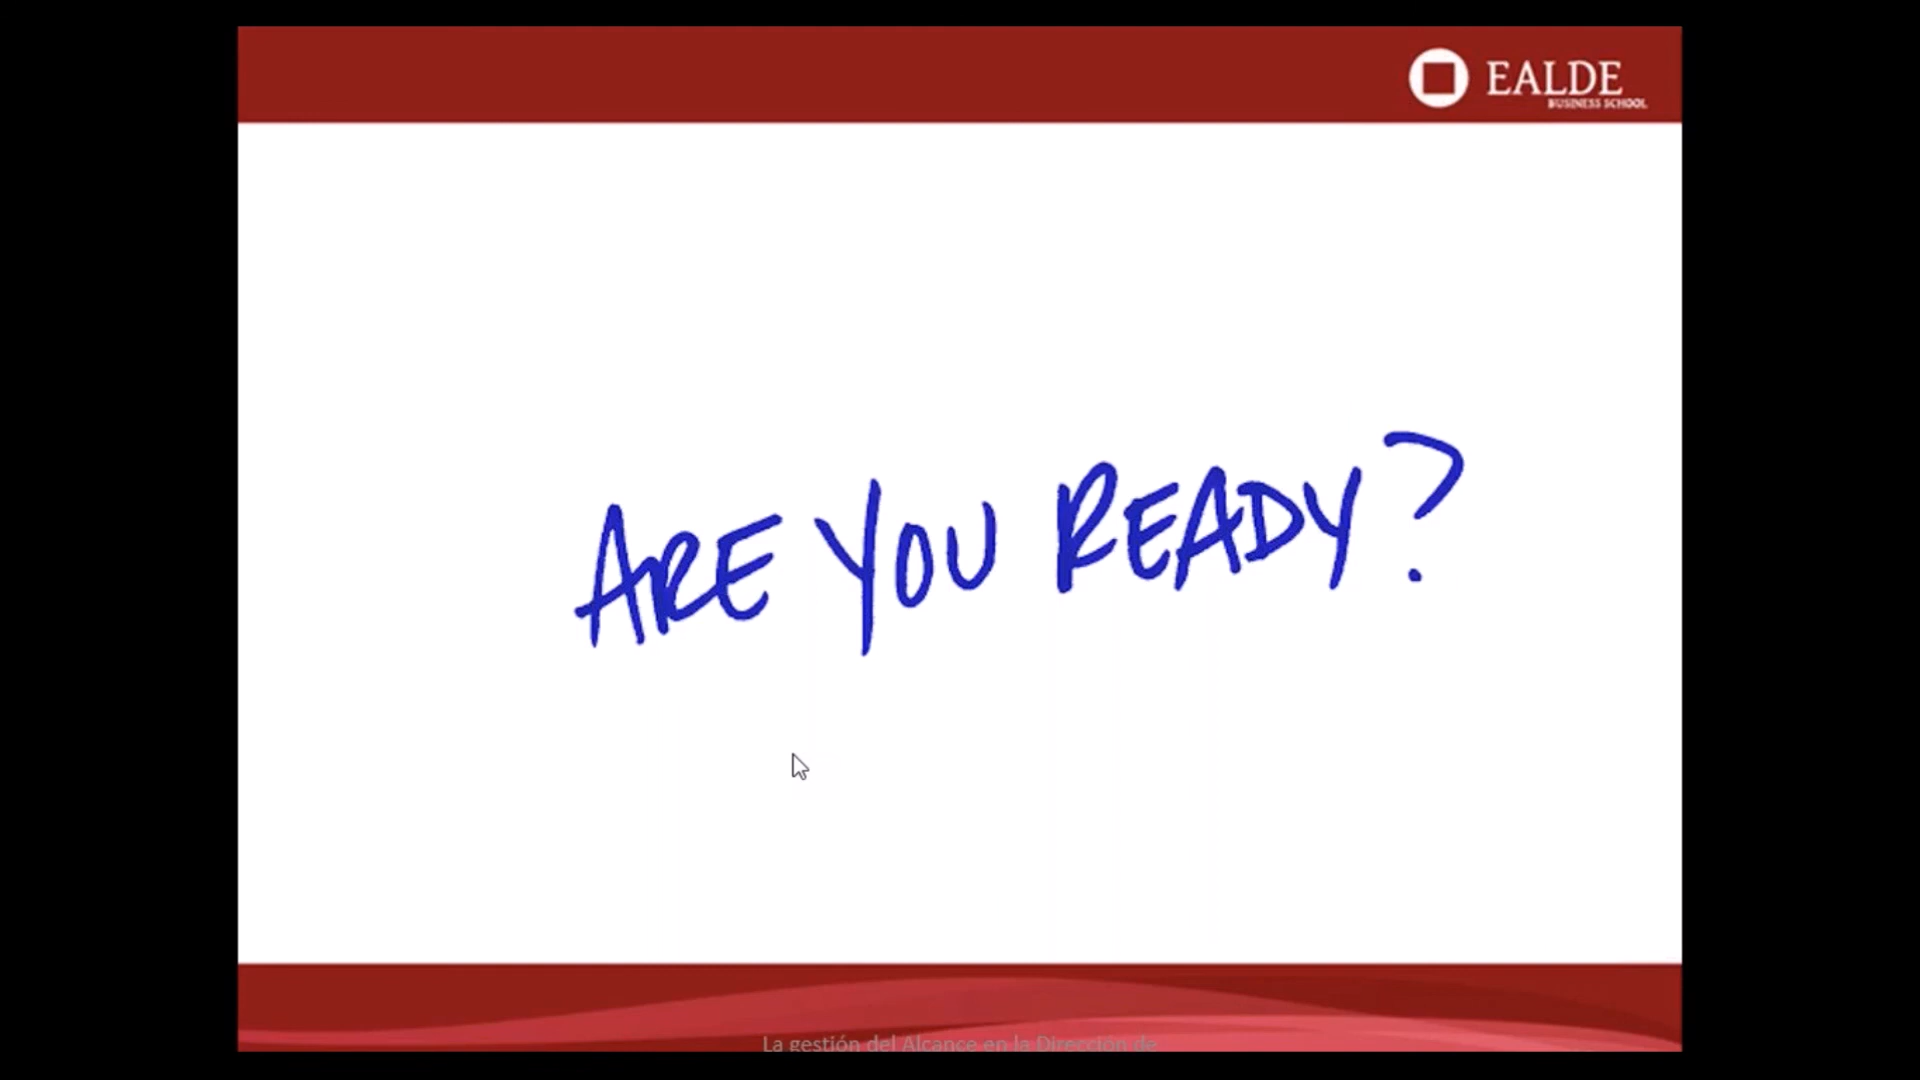 EALDE
BUSINESS SCHOOL
ARE YOU READY?
La gestión del Alcance en la Dirección de